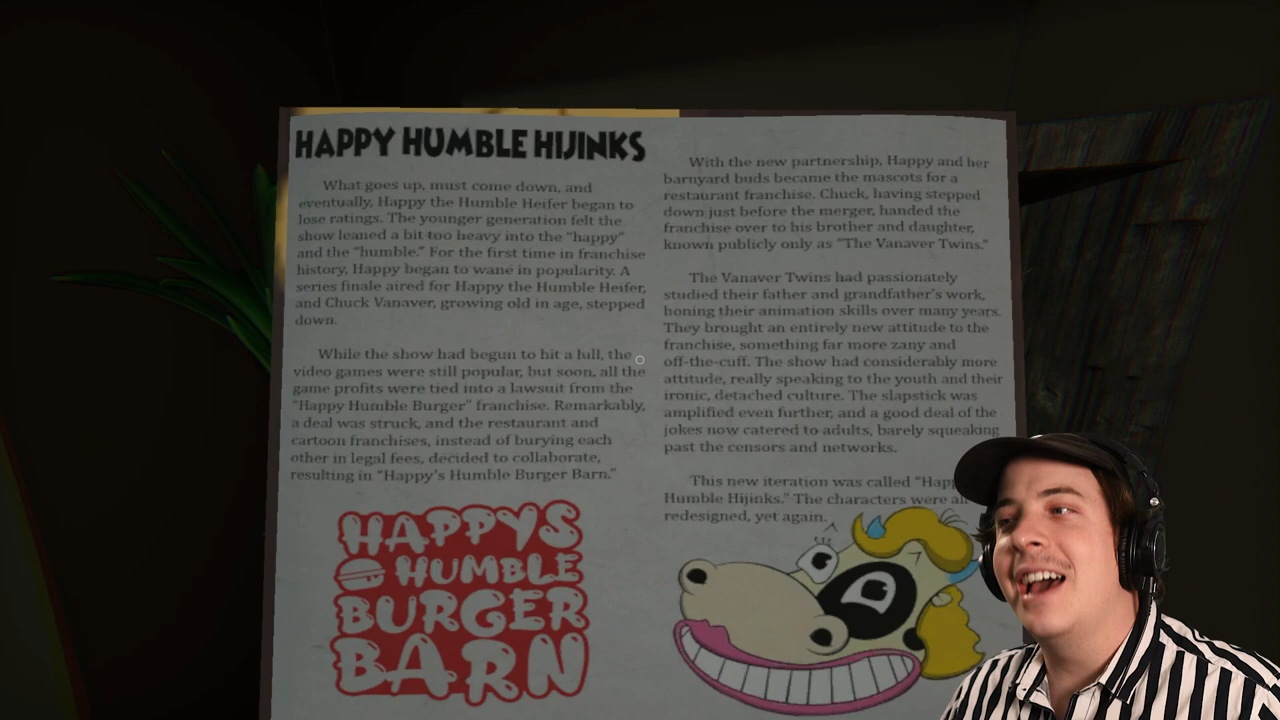 HAPPY HUMBLE HIJINKS
What goes up, must come down, and
eventually, Happy the Humble Heifer began to
lose ratings. The younger generation felt the
show leaned a bit too heavy into the "happy"
and the "humble." For the first time in franchise
history, Happy began to wane in popularity. A
series finale aired for Happy the Humble Heifer,
and Chuck Vanaver, growing old in age, stepped
down.
While the show had begun to hit a lull, the
video games were still popular, but soon, all the
game profits were tied into a lawsuit from the
"Happy Humble Burger" franchise. Remarkably,
a deal was struck, and the restaurant and
cartoon franchises, instead of burying each
other in legal fees, decided to collaborate,
resulting in "Happy's Humble Burger Barn."
HAPPYS
HUMBLE
BURGER
BARN
With the new partnership, Happy and her
barnyard buds became the mascots for a
restaurant franchise. Chuck, having stepped
down just before the merger, handed the
franchise over to his brother and daughter,
known publicly only as "The Vanaver Twins."
The Vanaver Twins had passionately
studied their father and grandfather's work,
honing their animation skills over many years.
They brought an entirely new attitude to the
franchise, something far more zany and
off-the-cuff. The show had considerably more
attitude, really speaking to the youth and their
ironic, detached culture. The slapstick was
amplified even further, and a good deal of the
jokes now catered to adults, barely squeaking
past the censors and networks.
This new iteration was called
Humble Hijinks." The characters were
redesigned, yet again.